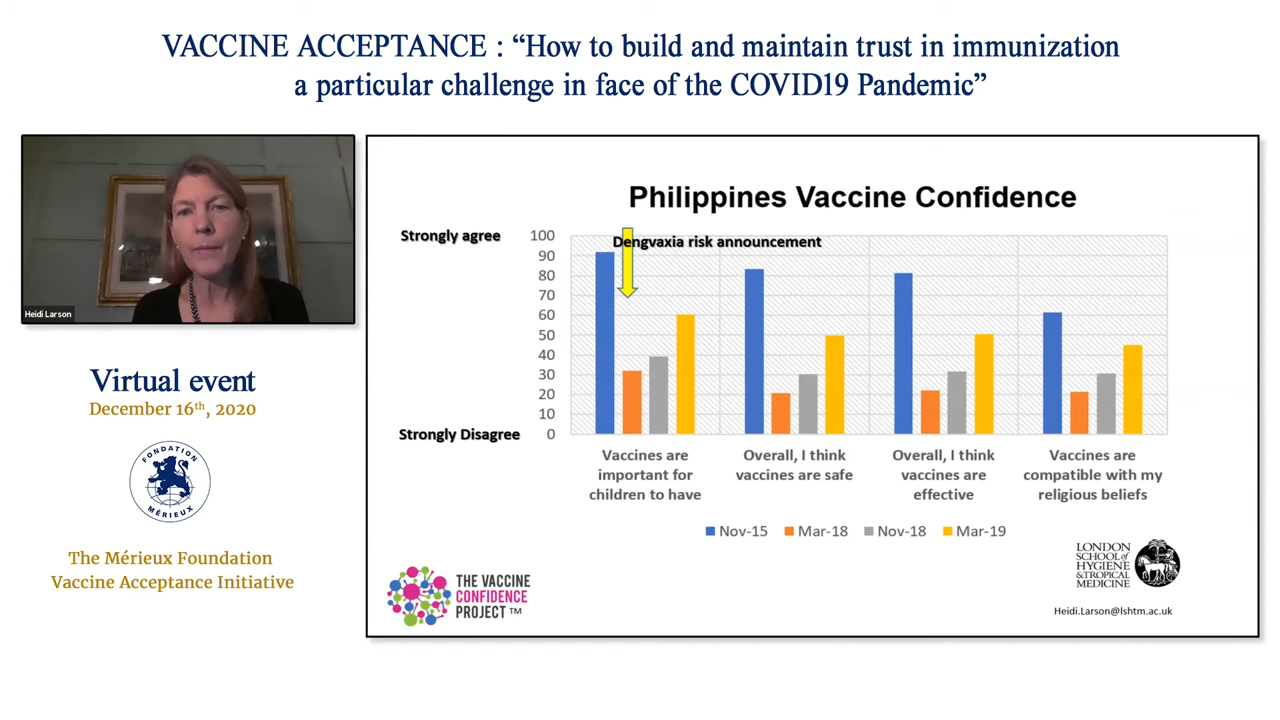 VACCINE ACCEPTANCE : “How to build and maintain trust in immunization
a particular challenge in face of the COVID19 Pandemic”
Heidi Larson
Virtual event
December 16th, 2020
FONDATION
MÉRIEUX
The Mérieux Foundation
Vaccine Acceptance Initiative
Philippines Vaccine Confidence
Strongly agree
Dengvaxia risk announcement
100
90
80
70
60
50
40
30
20
10
0
Strongly Disagree
Vaccines are
important for
children to have
Overall, I think
vaccines are safe
Overall, I think
vaccines are
effective
Vaccines are
compatible with my
religious beliefs
Nov-15 Mar-18 Nov-18 Mar-19
THE VACCINE
CONFIDENCE
PROJECT ™
LONDON
SCHOOL of
HYGIENE
& TROPICAL
MEDICINE
Heidi.Larson@lshtm.ac.uk